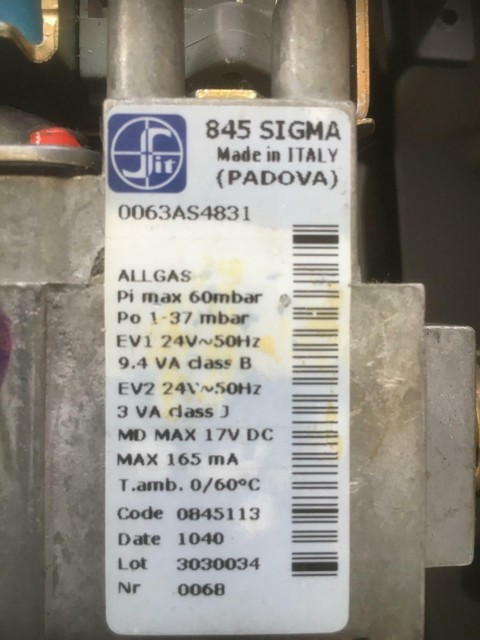 Sit
845 SIGMA
Made in ITALY
(PADOVA)
0063AS4831
ALLGAS
Pi max 60mbar
Po 1-37 mbar
EV1 24V~50Hz
9.4 VA class B
EV2 24V~50Hz
3 VA class J
MD MAX 17V DC
MAX 165 mA
T.amb. 0/60°C
Code 0845113
Date 1040
Lot 3030034
Nr 0068